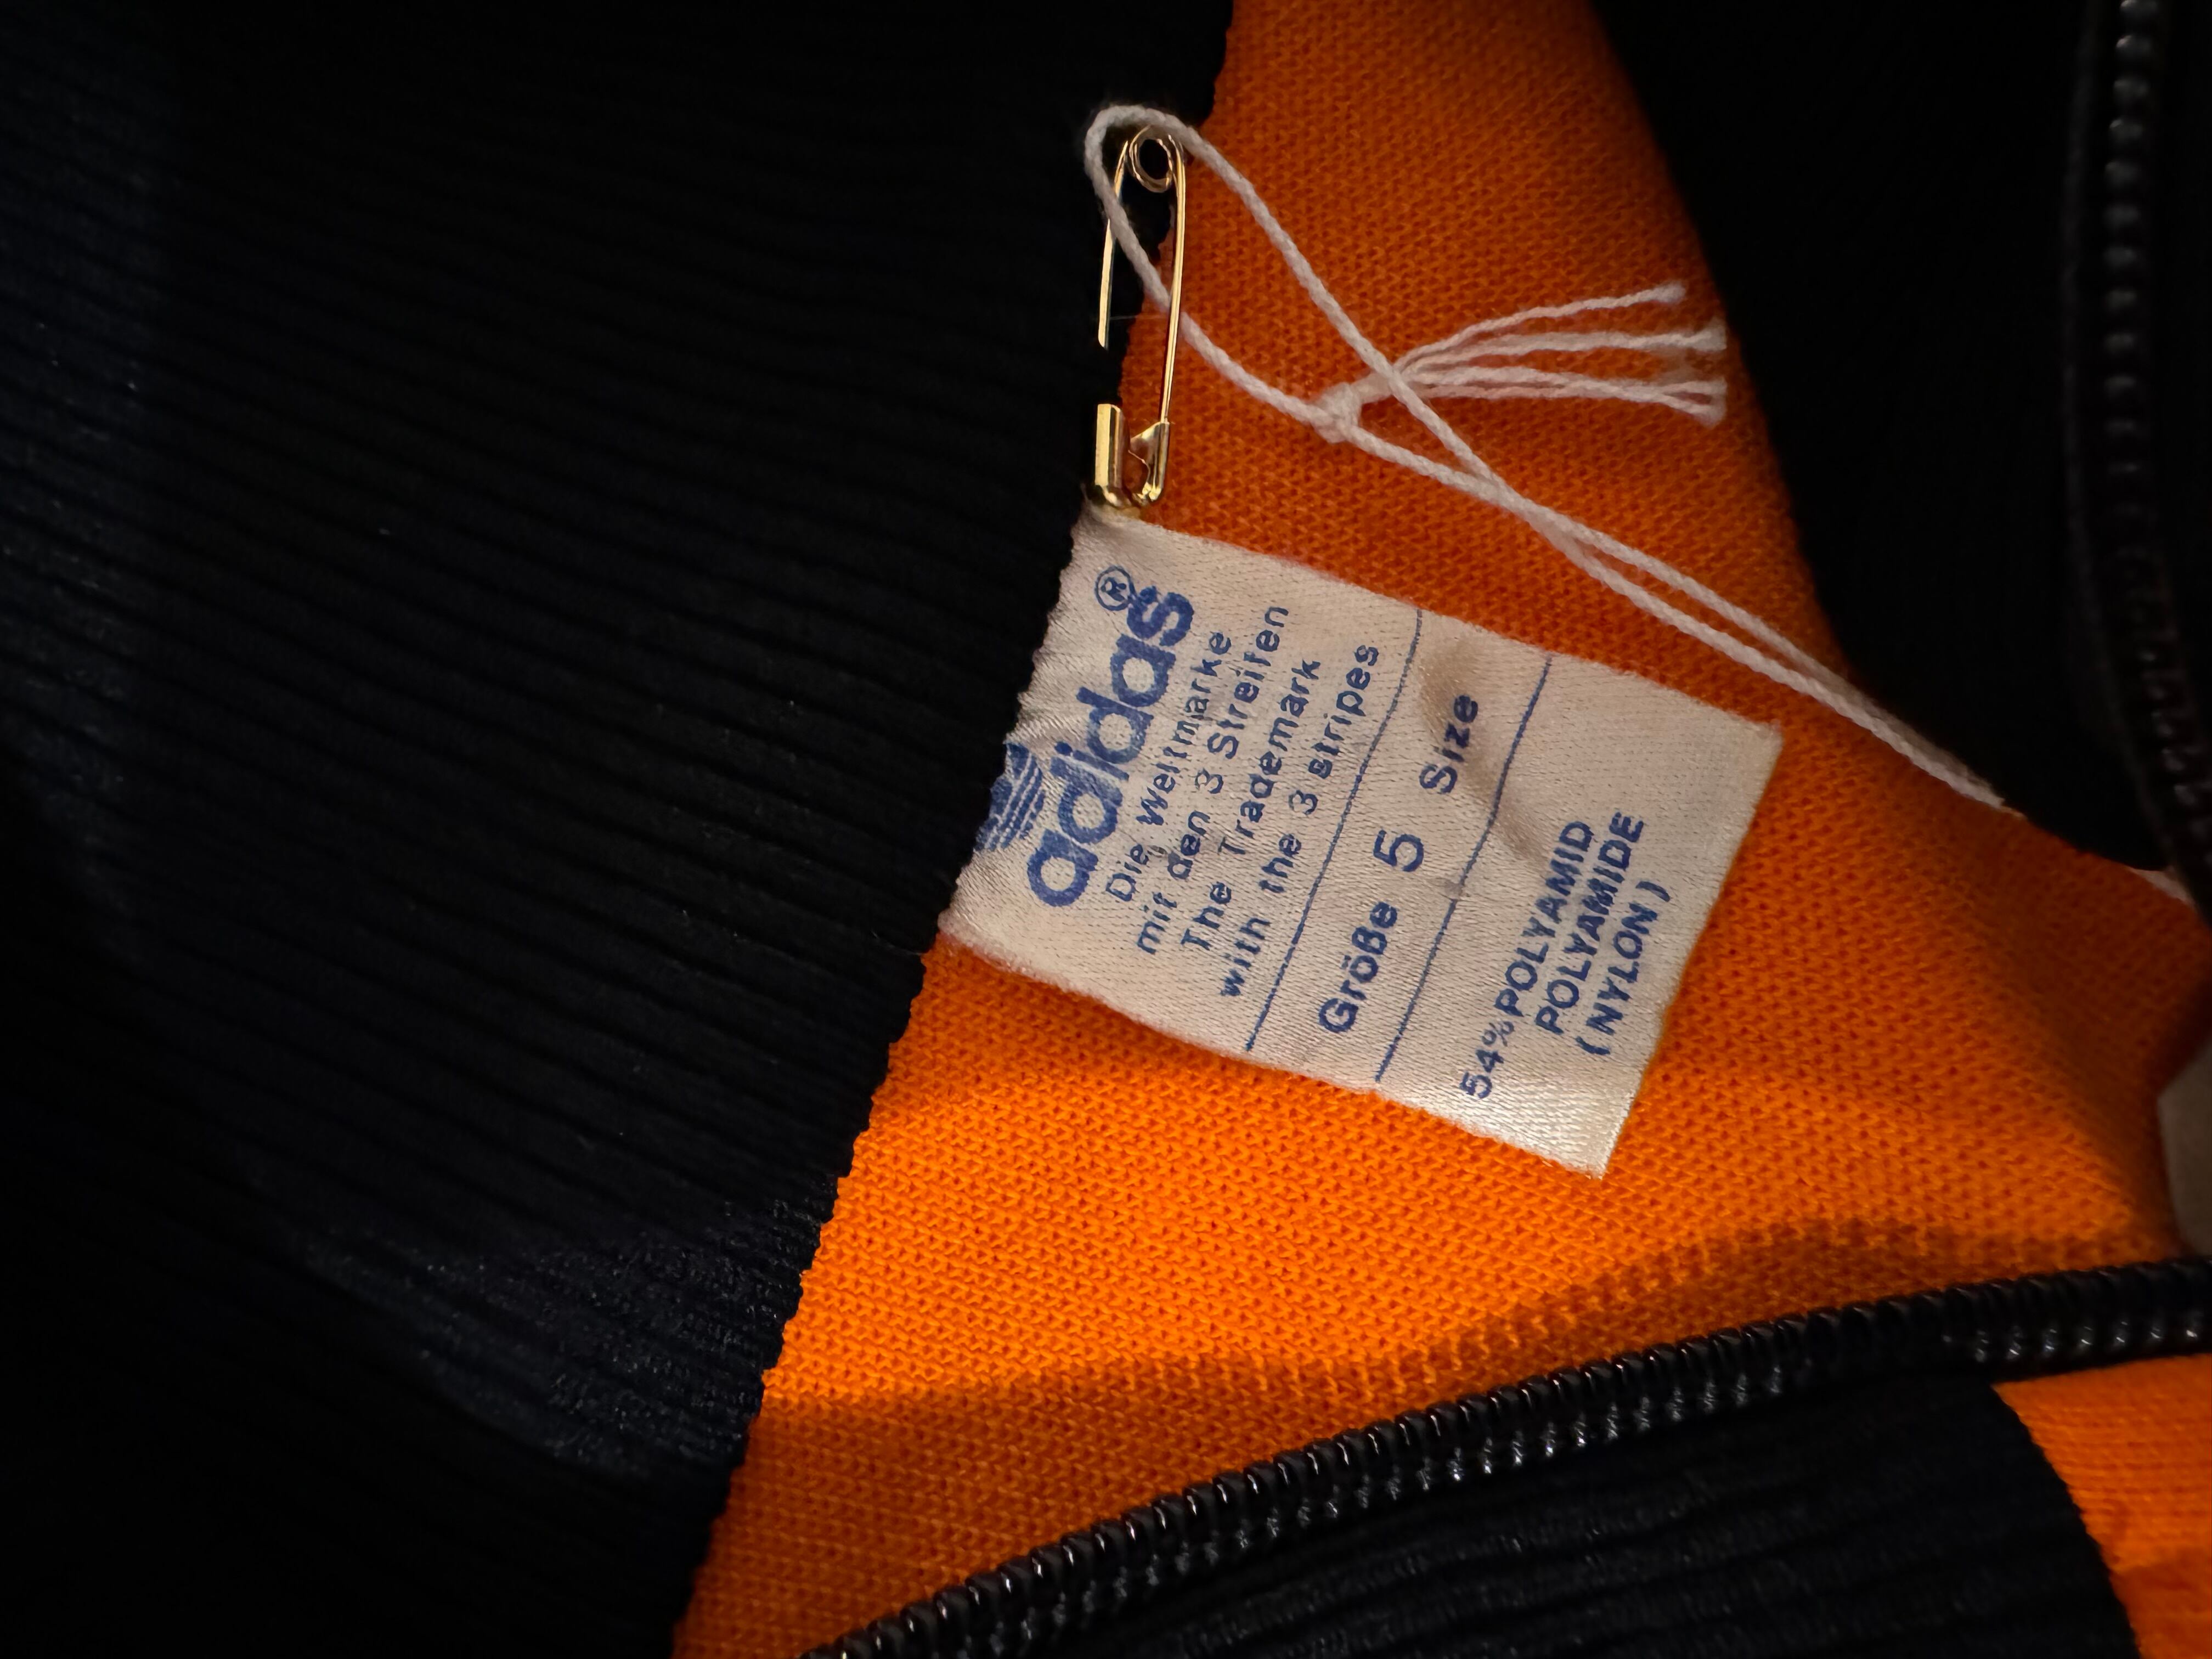 adidas®
Die Weltmarke
mit den 3 Streifen
The Trademark
with the 3 stripes
Größe 5 Size
54% POLYAMID
POLYAMIDE
(NYLON)